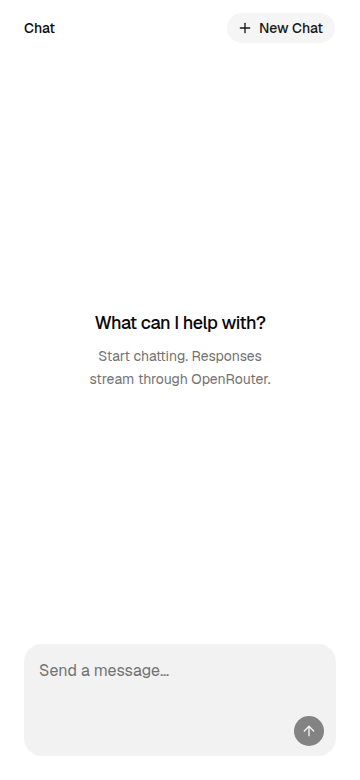 Chat
New Chat
What can I help with?
Start chatting. Responses
stream through OpenRouter.
Send a message...